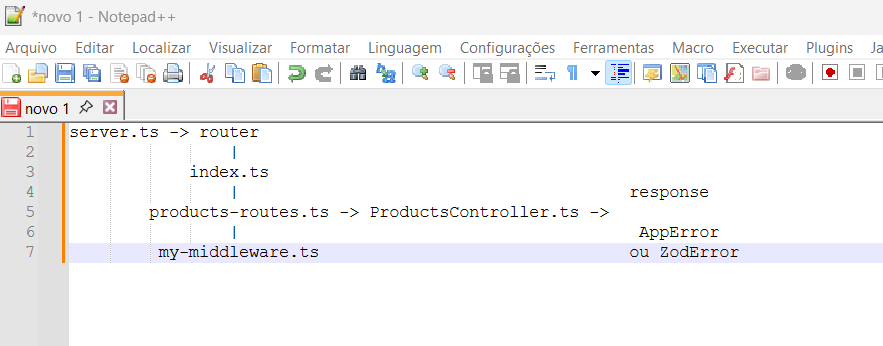 *novo 1 - Notepad++
Arquivo Editar Localizar Visualizar Formatar Linguagem Configurações Ferramentas Macro Executar Plugins Ja
novo 1
1 server.ts -> router
2 |
3 index.ts
4 | response
5 products-routes.ts -> ProductsController.ts ->
6 | AppError
7 my-middleware.ts ou ZodError